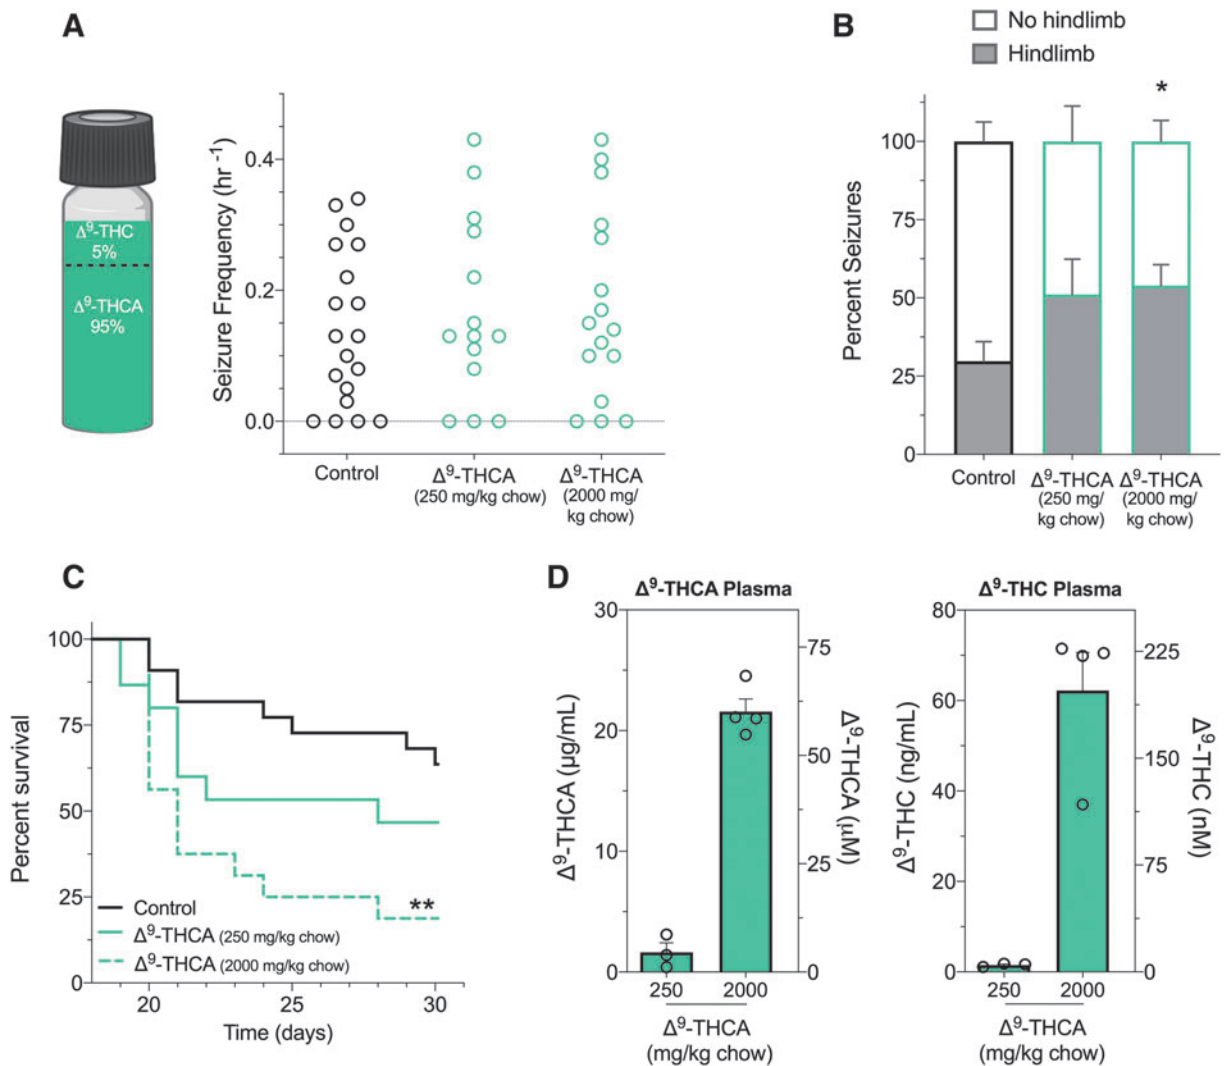 A
Δ⁹-THC
5%
Δ⁹-THCA
95%
Seizure Frequency (hr ⁻¹)
0.4
0.2
0.0
Control
Δ⁹-THCA
(250 mg/kg chow)
Δ⁹-THCA
(2000 mg/
kg chow)
B
No hindlimb
Hindlimb
*
Percent Seizures
100
75
50
25
0
Control
Δ⁹-THCA
(250 mg/
kg chow)
Δ⁹-THCA
(2000 mg/
kg chow)
C
Percent survival
100
75
50
25
0
**
Control
Δ⁹-THCA (250 mg/kg chow)
Δ⁹-THCA (2000 mg/kg chow)
20
25
30
Time (days)
D
Δ⁹-THCA Plasma
Δ⁹-THCA (μg/mL)
30
20
10
0
75
50
25
0
Δ⁹-THCA (μM)
250
2000
Δ⁹-THCA
(mg/kg chow)
Δ⁹-THC Plasma
Δ⁹-THC (ng/mL)
80
60
40
20
0
225
150
75
0
Δ⁹-THC (nM)
250
2000
Δ⁹-THCA
(mg/kg chow)